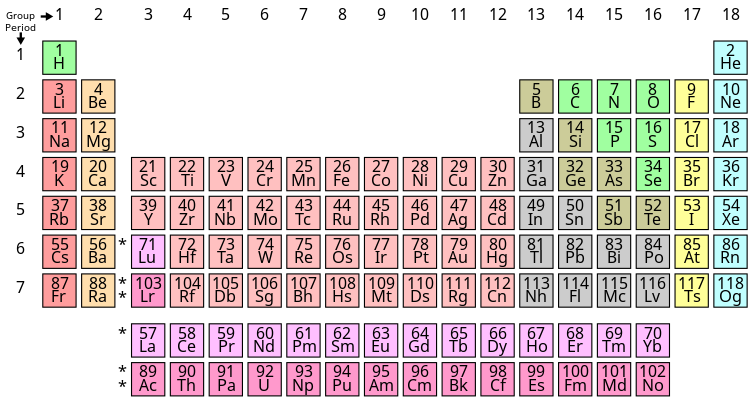 Group → 1 2 3 4 5 6 7 8 9 10 11 12 13 14 15 16 17 18
Period
↓
1 1 H 2 He
2 3 Li 4 Be 5 B 6 C 7 N 8 O 9 F 10 Ne
3 11 Na 12 Mg 13 Al 14 Si 15 P 16 S 17 Cl 18 Ar
4 19 K 20 Ca 21 Sc 22 Ti 23 V 24 Cr 25 Mn 26 Fe 27 Co 28 Ni 29 Cu 30 Zn 31 Ga 32 Ge 33 As 34 Se 35 Br 36 Kr
5 37 Rb 38 Sr 39 Y 40 Zr 41 Nb 42 Mo 43 Tc 44 Ru 45 Rh 46 Pd 47 Ag 48 Cd 49 In 50 Sn 51 Sb 52 Te 53 I 54 Xe
6 55 Cs 56 Ba * 71 Lu 72 Hf 73 Ta 74 W 75 Re 76 Os 77 Ir 78 Pt 79 Au 80 Hg 81 Tl 82 Pb 83 Bi 84 Po 85 At 86 Rn
7 87 Fr 88 Ra * * 103 Lr 104 Rf 105 Db 106 Sg 107 Bh 108 Hs 109 Mt 110 Ds 111 Rg 112 Cn 113 Nh 114 Fl 115 Mc 116 Lv 117 Ts 118 Og
* 57 La 58 Ce 59 Pr 60 Nd 61 Pm 62 Sm 63 Eu 64 Gd 65 Tb 66 Dy 67 Ho 68 Er 69 Tm 70 Yb
* * 89 Ac 90 Th 91 Pa 92 U 93 Np 94 Pu 95 Am 96 Cm 97 Bk 98 Cf 99 Es 100 Fm 101 Md 102 No